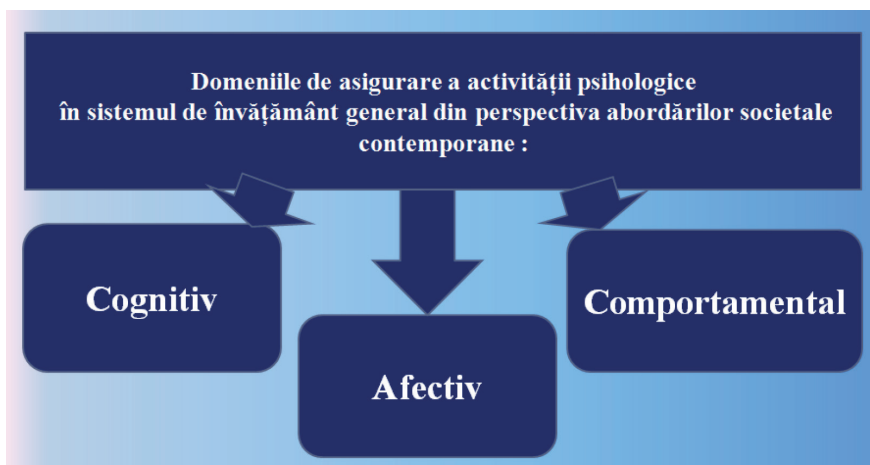 Domeniile de asigurare a activității psihologice
în sistemul de învățământ general din perspectiva abordărilor societale
contemporane :
Cognitiv
Afectiv
Comportamental